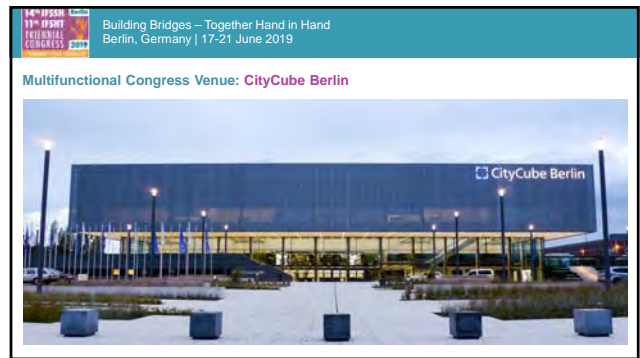 14th IFSSH Berlin
11th IFSHT
TRIENNIAL
CONGRESS 2019
Building Bridges – Together Hand in Hand
Berlin, Germany | 17-21 June 2019
Multifunctional Congress Venue: CityCube Berlin
CityCube Berlin